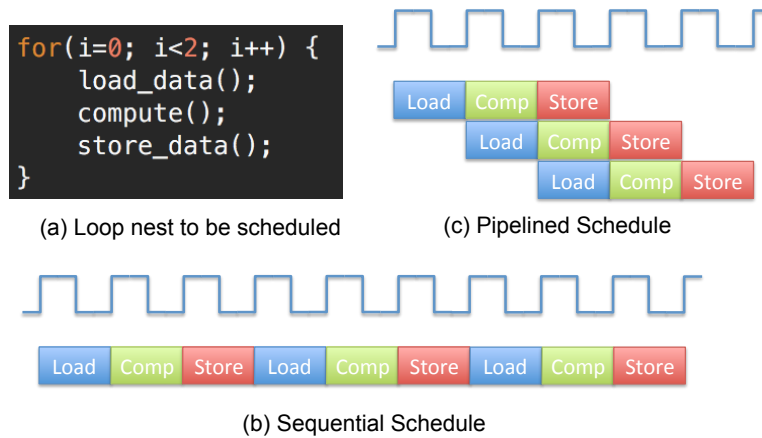 for(i=0; i<2; i++) {
    load_data();
    compute();
    store_data();
}
(a) Loop nest to be scheduled
Load Comp Store
Load Comp Store
Load Comp Store
(c) Pipelined Schedule
Load Comp Store Load Comp Store Load Comp Store
(b) Sequential Schedule